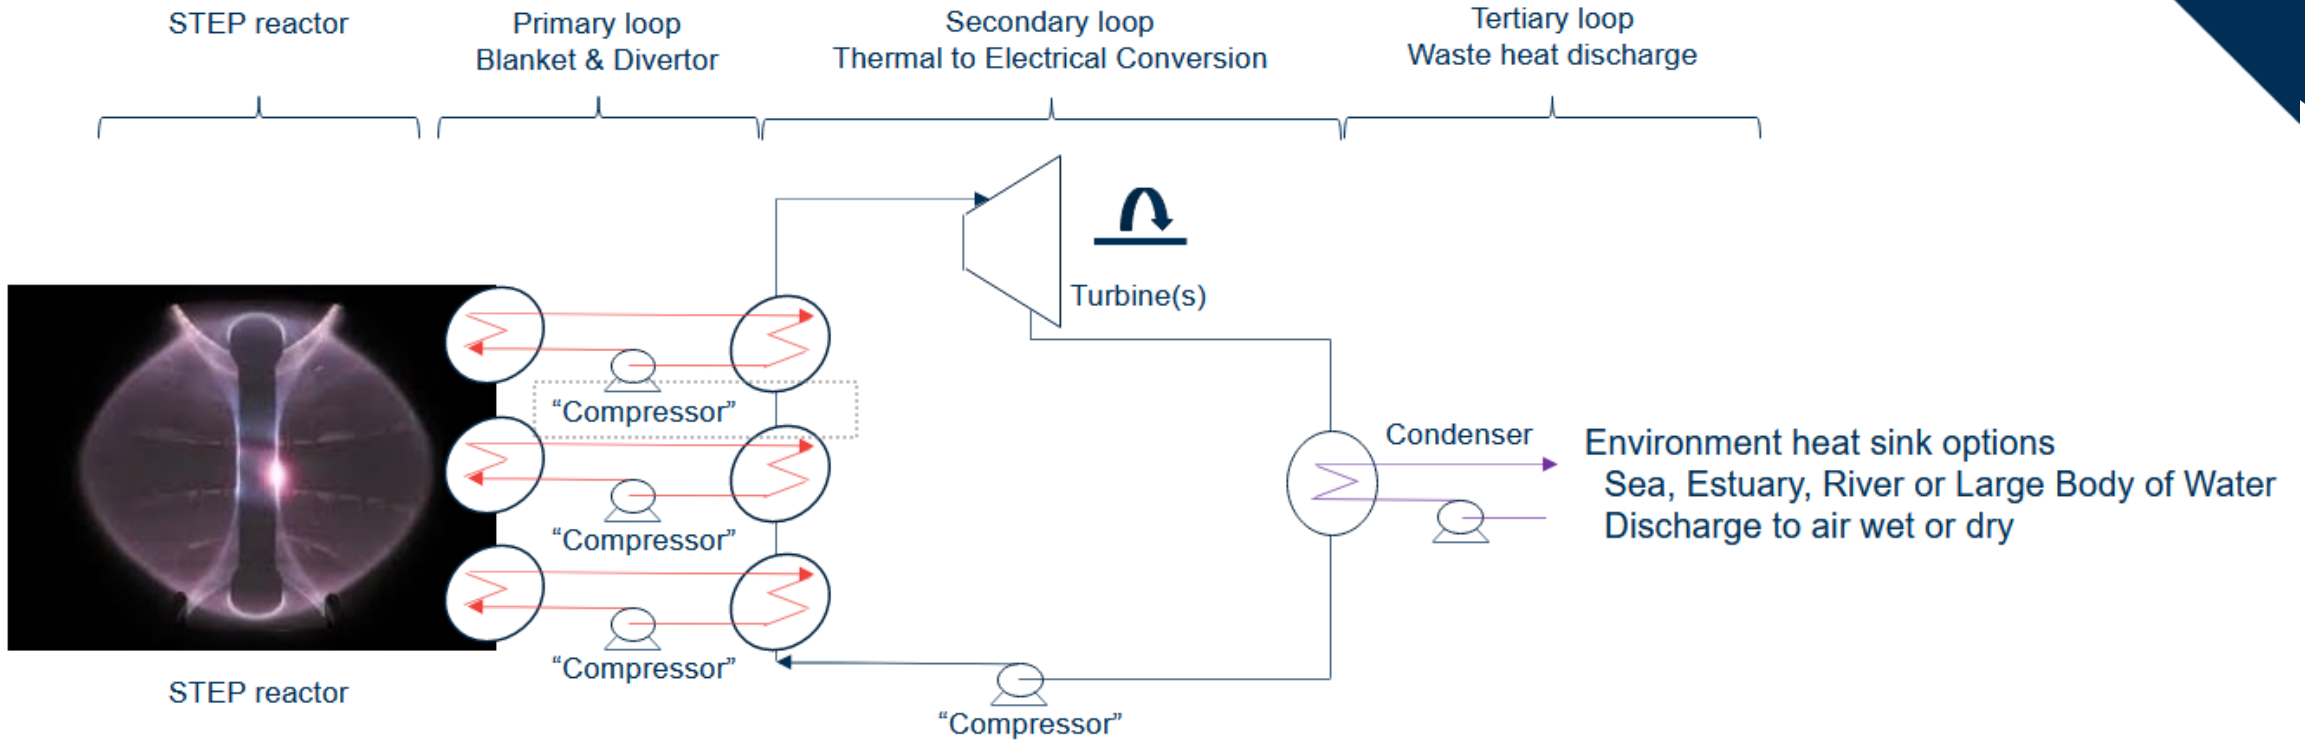 STEP reactor
Primary loop
Blanket & Divertor
Secondary loop
Thermal to Electrical Conversion
Tertiary loop
Waste heat discharge
Turbine(s)
“Compressor”
“Compressor”
“Compressor”
“Compressor”
Condenser
Environment heat sink options
Sea, Estuary, River or Large Body of Water
Discharge to air wet or dry
STEP reactor